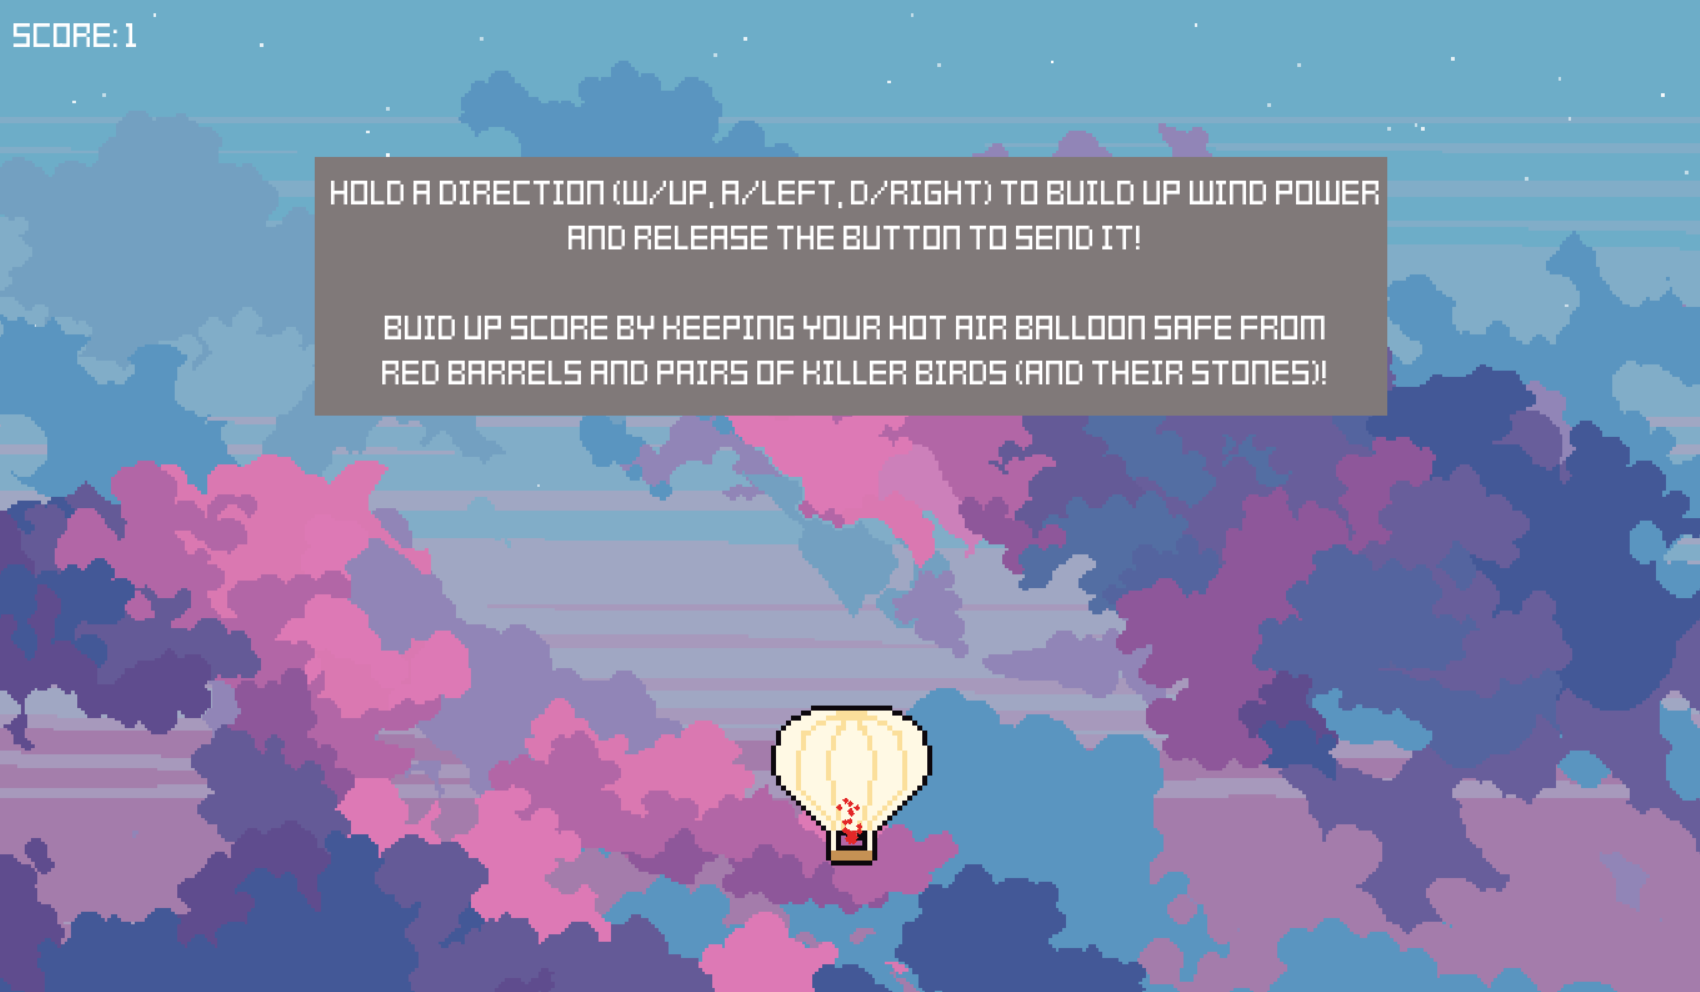 SCORE: 1
HOLD A DIRECTION (W/UP, A/LEFT, D/RIGHT) TO BUILD UP WIND POWER
AND RELEASE THE BUTTON TO SEND IT!
BUID UP SCORE BY KEEPING YOUR HOT AIR BALLOON SAFE FROM
RED BARRELS AND PAIRS OF KILLER BIRDS (AND THEIR STONES)!